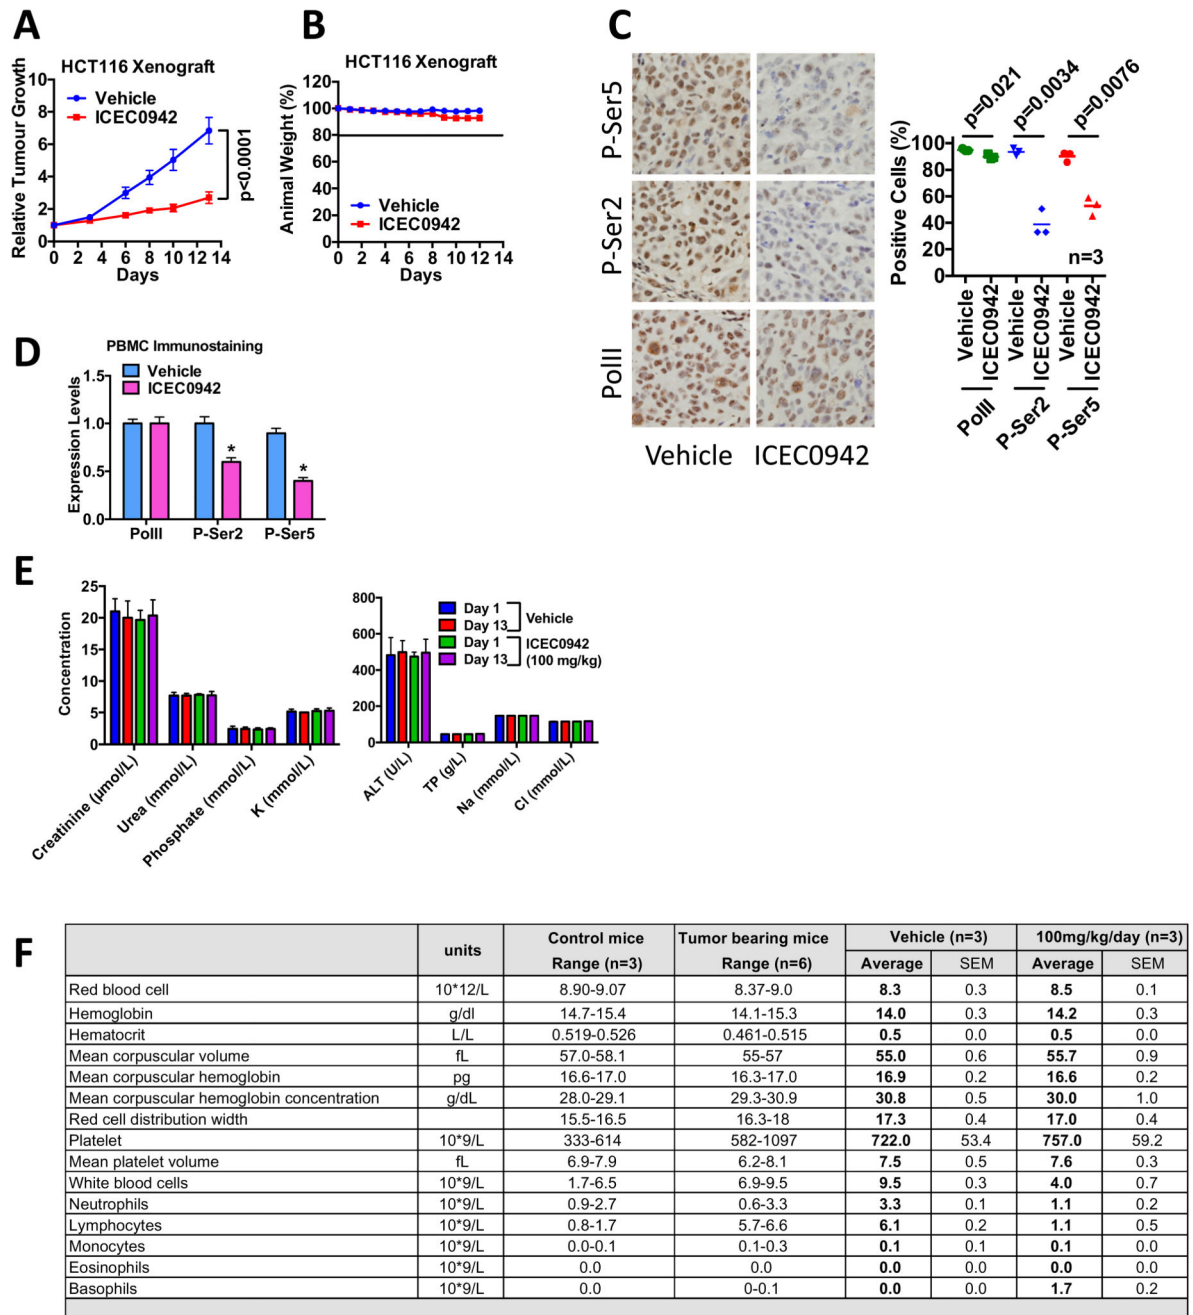 A
HCT116 Xenograft
Relative Tumour Growth
10
8
6
4
2
0
Vehicle
ICEC0942
p<0.0001
0 2 4 6 8 10 12 14
Days
B
HCT116 Xenograft
Animal Weight (%)
120
100
80
60
40
20
0
Vehicle
ICEC0942
0 2 4 6 8 10 12 14
Days
C
P-Ser5
P-Ser2
PolII
Vehicle ICEC0942
p=0.021
p=0.0034
p=0.0076
Positive Cells (%)
100
80
60
40
20
0
n=3
Vehicle
ICEC0942
Vehicle
ICEC0942
Vehicle
ICEC0942
PolII
P-Ser2
P-Ser5
D
PBMC Immunostaining
Expression Levels
1.5
1.0
0.5
0.0
Vehicle
ICEC0942
*
*
PolII P-Ser2 P-Ser5
E
Concentration
25
20
15
10
5
0
Creatinine (μmol/L)
Urea (mmol/L)
Phosphate (mmol/L)
K (mmol/L)
800
600
400
200
0
Day 1
Day 13
Vehicle
Day 1
Day 13
ICEC0942
(100 mg/kg)
ALT (U/L)
TP (g/L)
Na (mmol/L)
Cl (mmol/L)
F
units Control mice Range (n=3) Tumor bearing mice Range (n=6) Vehicle (n=3) 100mg/kg/day (n=3)
Average SEM Average SEM
Red blood cell 10*12/L 8.90-9.07 8.37-9.0 8.3 0.3 8.5 0.1
Hemoglobin g/dl 14.7-15.4 14.1-15.3 14.0 0.3 14.2 0.3
Hematocrit L/L 0.519-0.526 0.461-0.515 0.5 0.0 0.5 0.0
Mean corpuscular volume fL 57.0-58.1 55-57 55.0 0.6 55.7 0.9
Mean corpuscular hemoglobin pg 16.6-17.0 16.3-17.0 16.9 0.2 16.6 0.2
Mean corpuscular hemoglobin concentration g/dL 28.0-29.1 29.3-30.9 30.8 0.5 30.0 1.0
Red cell distribution width 15.5-16.5 16.3-18 17.3 0.4 17.0 0.4
Platelet 10*9/L 333-614 582-1097 722.0 53.4 757.0 59.2
Mean platelet volume fL 6.9-7.9 6.2-8.1 7.5 0.5 7.6 0.3
White blood cells 10*9/L 1.7-6.5 6.9-9.5 9.5 0.3 4.0 0.7
Neutrophils 10*9/L 0.9-2.7 0.6-3.3 3.3 0.1 1.1 0.2
Lymphocytes 10*9/L 0.8-1.7 5.7-6.6 6.1 0.2 1.1 0.5
Monocytes 10*9/L 0.0-0.1 0.1-0.3 0.1 0.1 0.1 0.0
Eosinophils 10*9/L 0.0 0.0 0.0 0.0 0.0 0.0
Basophils 10*9/L 0.0 0-0.1 0.0 0.0 1.7 0.2